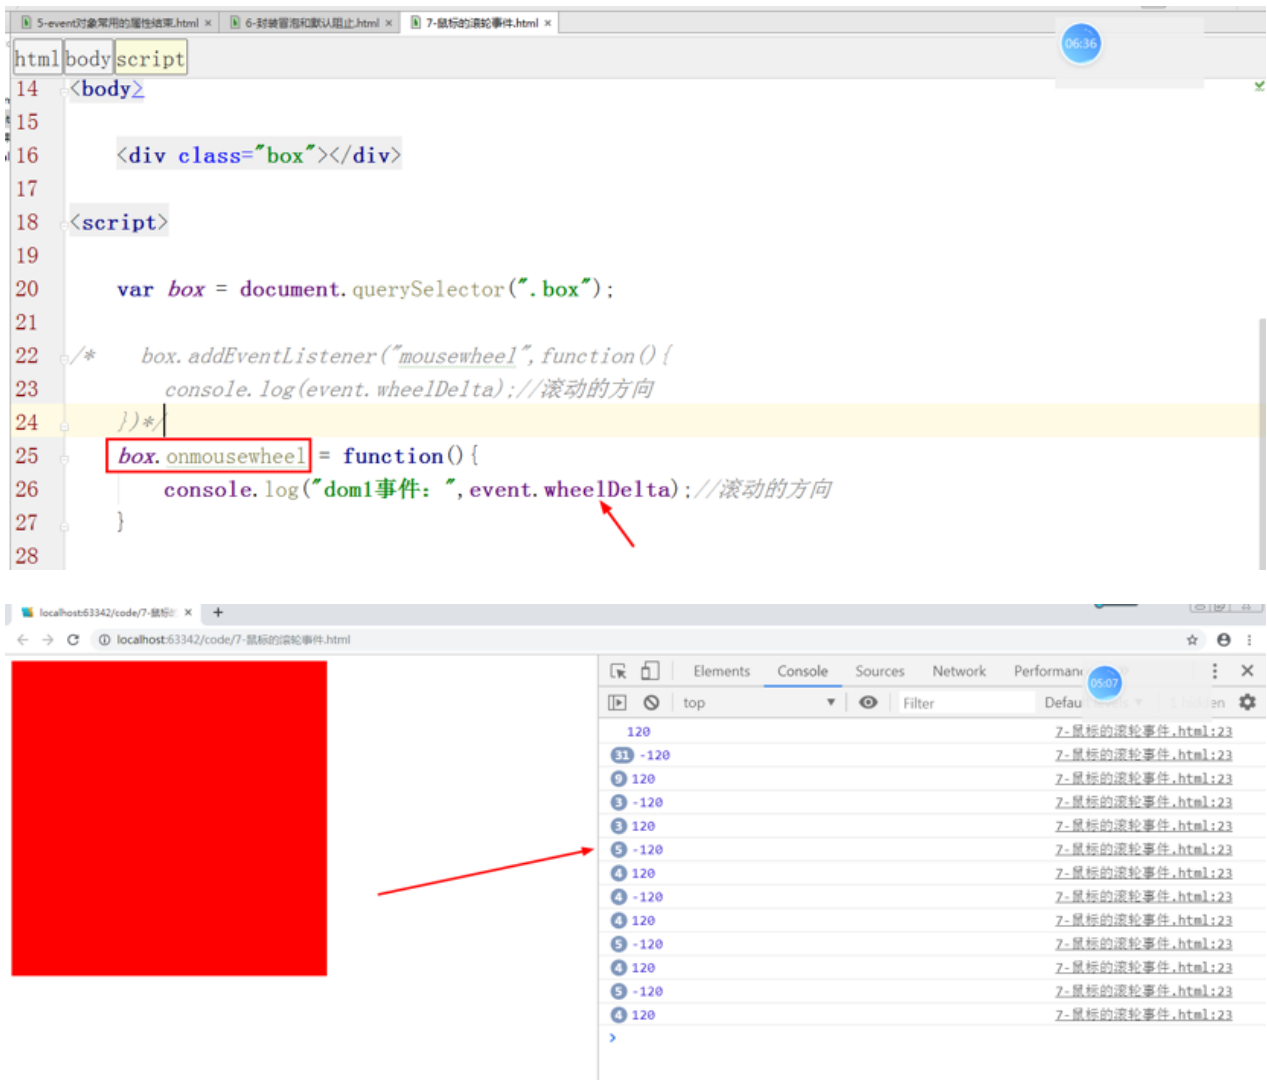 5-event对象常用的属性结束.html ×
6-封装冒泡和默认阻止.html ×
7-鼠标的滚轮事件.html ×
06:36
html body script
14 <body>
15
16 <div class="box"></div>
17
18 <script>
19
20 var box = document.querySelector(".box");
21
22 /* box.addEventListener("mousewheel",function(){
23 console.log(event.wheelDelta);//滚动的方向
24 })*/
25 box.onmousewheel = function(){
26 console.log("dom1事件: ",event.wheelDelta);//滚动的方向
27 }
28
localhost:63342/code/7-鼠标 × +
localhost:63342/code/7-鼠标的滚轮事件.html
Elements Console Sources Network Performan
05:07
top Filter Defau
120 7-鼠标的滚轮事件.html:23
31 -120 7-鼠标的滚轮事件.html:23
9 120 7-鼠标的滚轮事件.html:23
3 -120 7-鼠标的滚轮事件.html:23
3 120 7-鼠标的滚轮事件.html:23
5 -120 7-鼠标的滚轮事件.html:23
4 120 7-鼠标的滚轮事件.html:23
4 -120 7-鼠标的滚轮事件.html:23
4 120 7-鼠标的滚轮事件.html:23
5 -120 7-鼠标的滚轮事件.html:23
4 120 7-鼠标的滚轮事件.html:23
5 -120 7-鼠标的滚轮事件.html:23
4 120 7-鼠标的滚轮事件.html:23